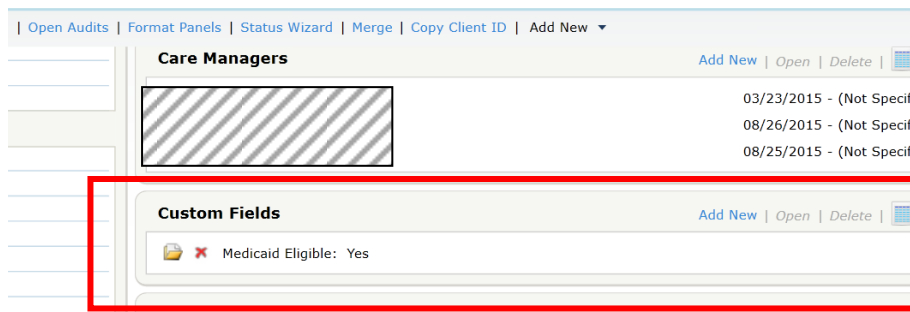 | Open Audits | Format Panels | Status Wizard | Merge | Copy Client ID | Add New
Care Managers Add New | Open | Delete |
03/23/2015 - (Not Specif
08/26/2015 - (Not Specif
08/25/2015 - (Not Specif
Custom Fields Add New | Open | Delete |
Medicaid Eligible: Yes